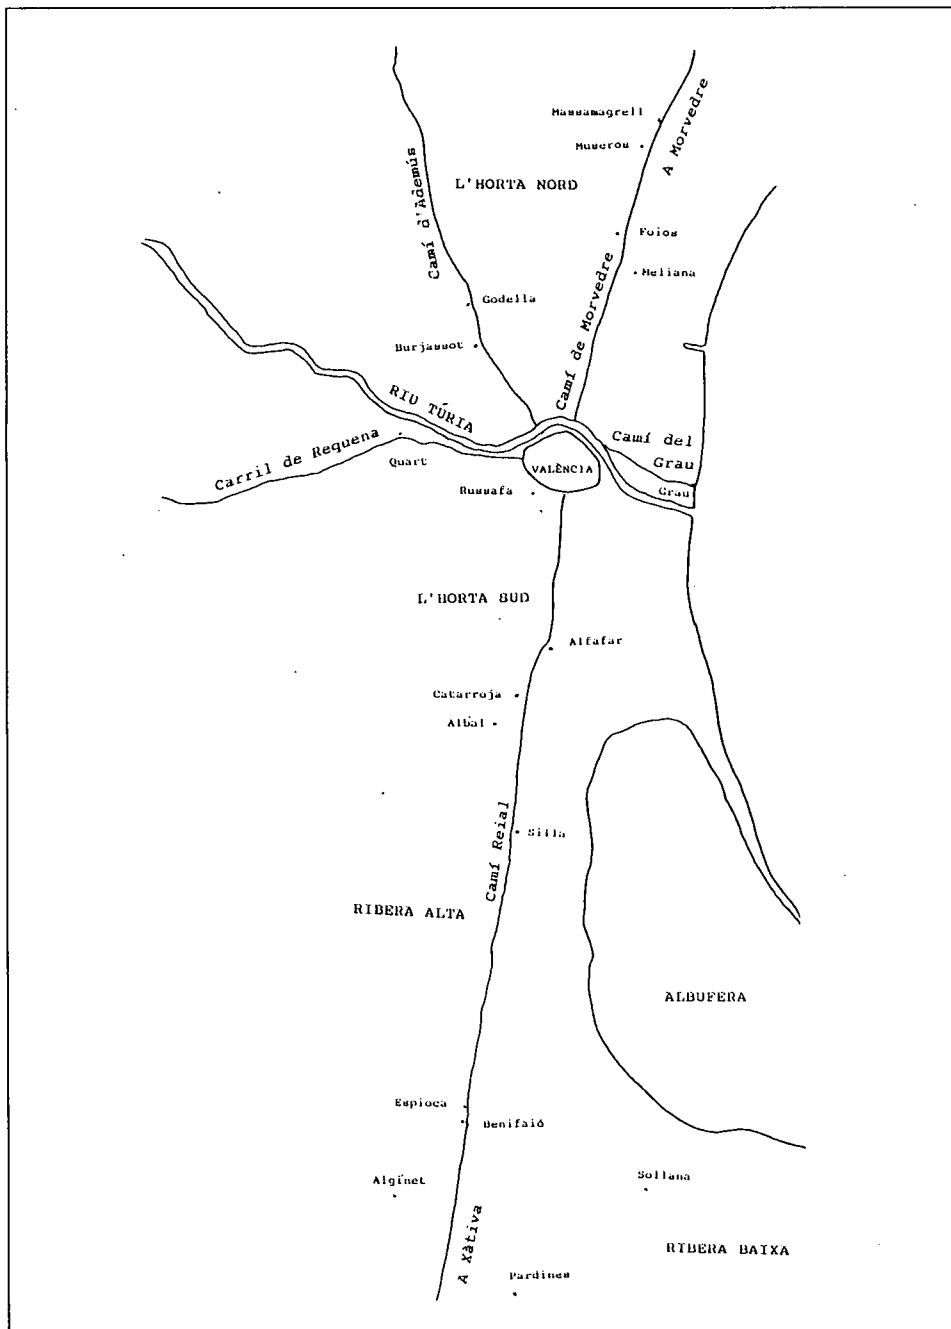 Massamagrell
A Morvedre
Museros
L'HORTA NORD
Camí d'Ademús
Foios
Meliana
Godella
Camí de Morvedre
Burjassot
RIU TÚRIA
Camí del
Grau
Carril de Requena
Quart
VALÈNCIA
Grau
Russafa
L'HORTA SUD
Alfafar
Catarroja
Albal
Camí Reial
Silla
RIBERA ALTA
ALBUFERA
Espioca
Benifaió
Alginet
Sollana
A Xàtiva
RIBERA BAIXA
Pardines